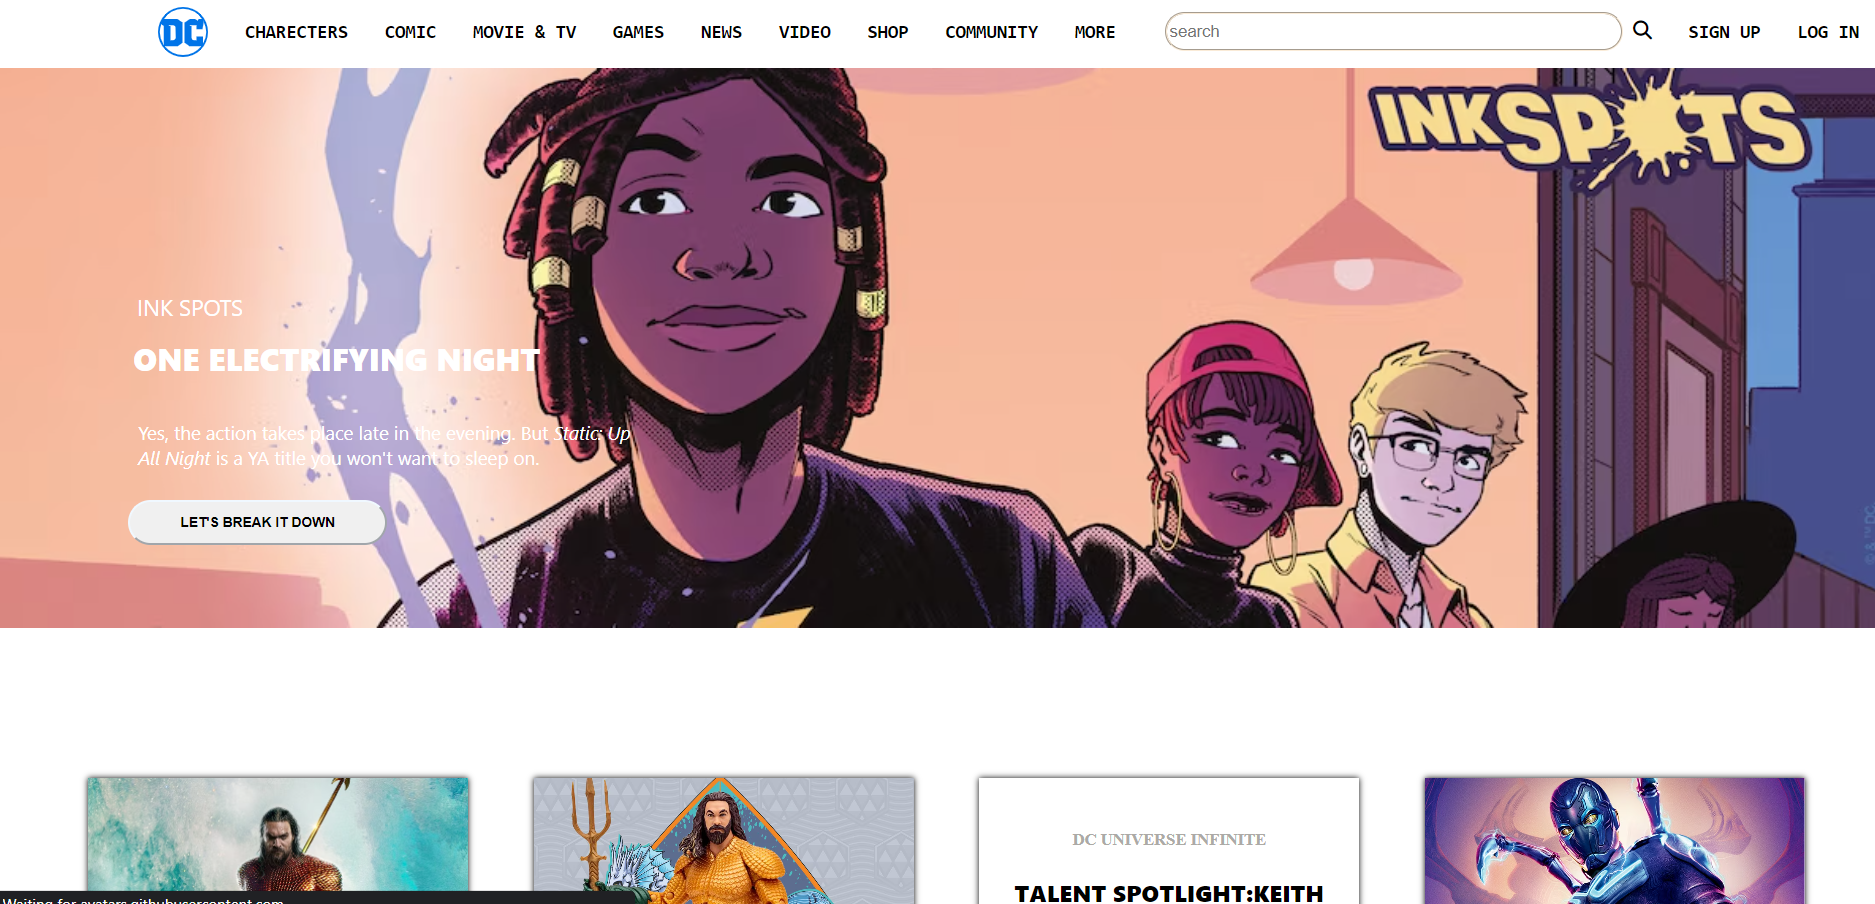 DC
CHARECTERS COMIC MOVIE & TV GAMES NEWS VIDEO SHOP COMMUNITY MORE search SIGN UP LOG IN
INKSPOTS
INK SPOTS
ONE ELECTRIFYING NIGHT
Yes, the action takes place late in the evening. But Static: Up
All Night is a YA title you won't want to sleep on.
LET'S BREAK IT DOWN
© & ™ DC
DC UNIVERSE INFINITE
TALENT SPOTLIGHT:KEITH
Waiting for avatars.githubusercontent.com